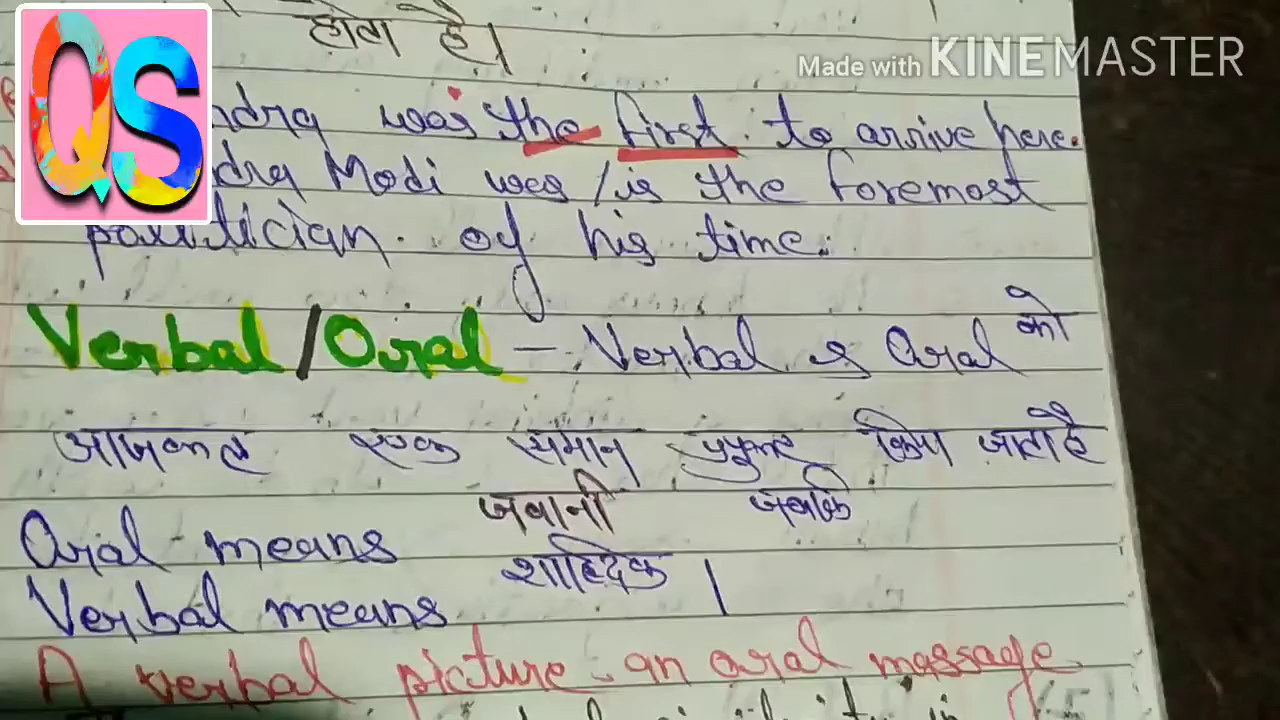 होता है।
Made with KINEMASTER
QS
ndra was the first to arrive here.
ndra Modi was / is the foremost
politician of his time.
Verbal / Oral - Verbal & Oral को
आजकल एक समान प्रयुक्त किया जाता है
Oral means जबानी जबकि
Verbal means शाब्दिक |
A verbal picture - an oral message